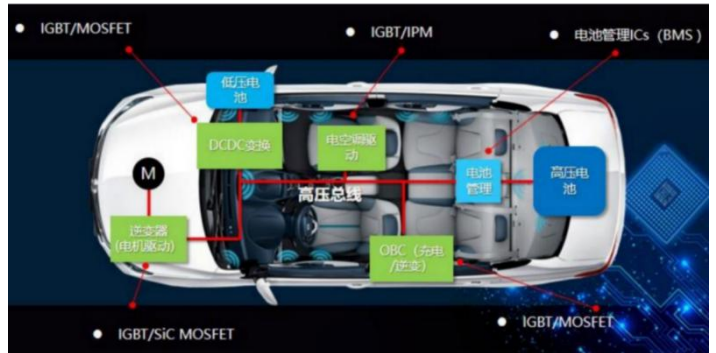 IGBT/MOSFET
IGBT/IPM
电池管理ICs（BMS）
低压电
池
DCDC变换
电空调驱
动
M
高压总线
电池
管理
高压电
池
逆变器
(电机驱动)
OBC（充电
/逆变）
IGBT/SiC MOSFET
IGBT/MOSFET